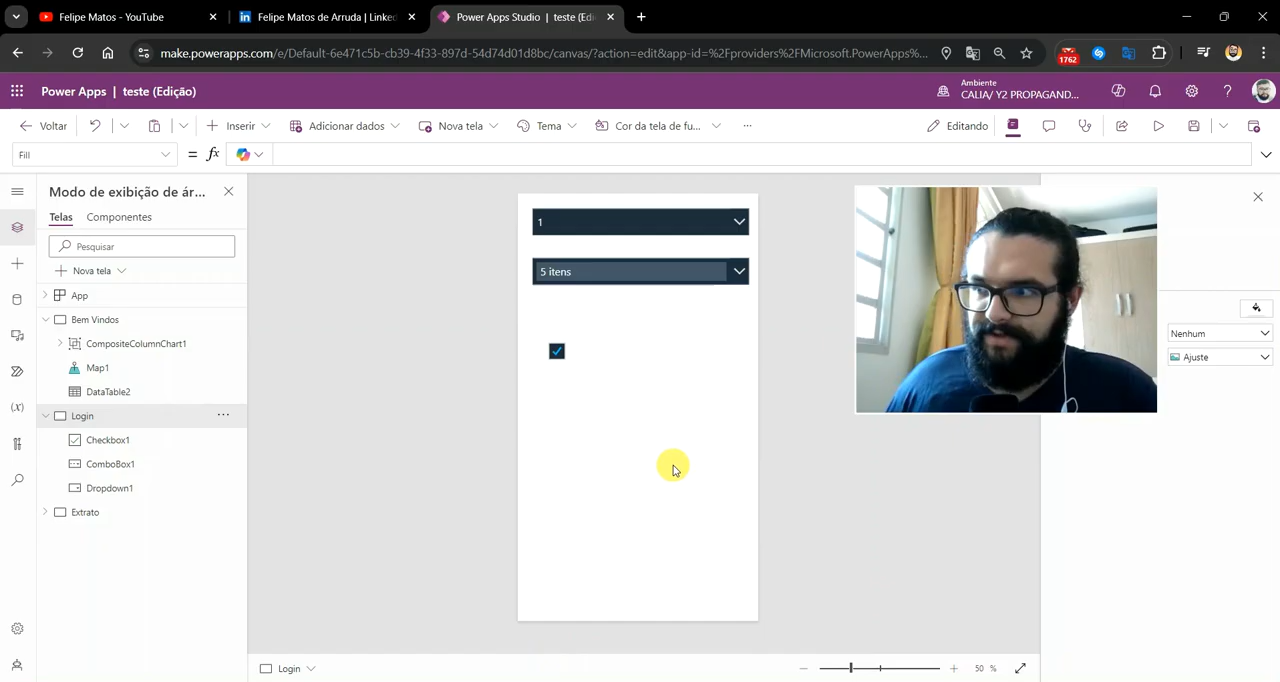 Felipe Matos - YouTube
Felipe Matos de Arruda | Linked
Power Apps Studio | teste (Edi
make.powerapps.com/e/Default-6e471c5b-cb39-4f33-897d-54d74d01d8bc/canvas/?action=edit&app-id=%2Fproviders%2FMicrosoft.PowerApps%...
1762
Power Apps | teste (Edição)
Ambiente
CALIA/ Y2 PROPAGAND...
Voltar
Inserir
Adicionar dados
Nova tela
Tema
Cor da tela de fu...
...
Editando
Fill
= fx
Modo de exibição de ár...
Telas
Componentes
Pesquisar
Nova tela
App
Bem Vindos
CompositeColumnChart1
Map1
DataTable2
Login
...
Checkbox1
ComboBox1
Dropdown1
Extrato
1
5 itens
Nenhum
Ajuste
Login
50 %